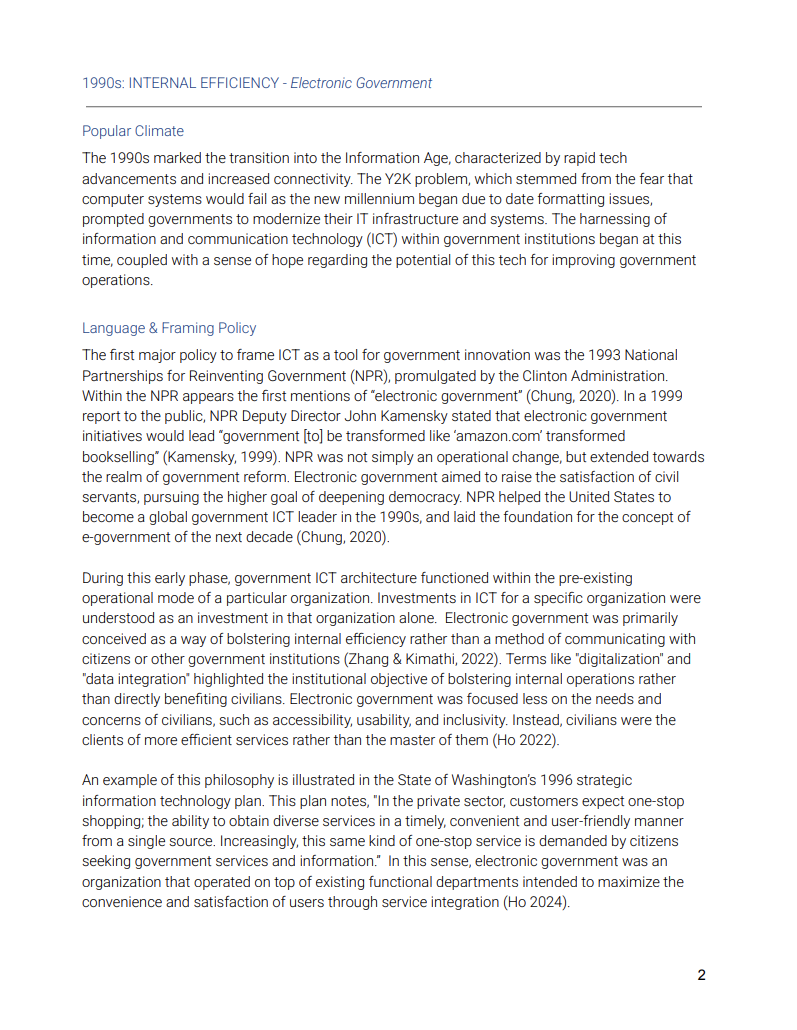 1990s: INTERNAL EFFICIENCY - Electronic Government
Popular Climate
The 1990s marked the transition into the Information Age, characterized by rapid tech
advancements and increased connectivity. The Y2K problem, which stemmed from the fear that
computer systems would fail as the new millennium began due to date formatting issues,
prompted governments to modernize their IT infrastructure and systems. The harnessing of
information and communication technology (ICT) within government institutions began at this
time, coupled with a sense of hope regarding the potential of this tech for improving government
operations.
Language & Framing Policy
The first major policy to frame ICT as a tool for government innovation was the 1993 National
Partnerships for Reinventing Government (NPR), promulgated by the Clinton Administration.
Within the NPR appears the first mentions of “electronic government” (Chung, 2020). In a 1999
report to the public, NPR Deputy Director John Kamensky stated that electronic government
initiatives would lead “government [to] be transformed like ‘amazon.com’ transformed
bookselling” (Kamensky, 1999). NPR was not simply an operational change, but extended towards
the realm of government reform. Electronic government aimed to raise the satisfaction of civil
servants, pursuing the higher goal of deepening democracy. NPR helped the United States to
become a global government ICT leader in the 1990s, and laid the foundation for the concept of
e-government of the next decade (Chung, 2020).
During this early phase, government ICT architecture functioned within the pre-existing
operational mode of a particular organization. Investments in ICT for a specific organization were
understood as an investment in that organization alone.  Electronic government was primarily
conceived as a way of bolstering internal efficiency rather than a method of communicating with
citizens or other government institutions (Zhang & Kimathi, 2022). Terms like "digitalization" and
"data integration" highlighted the institutional objective of bolstering internal operations rather
than directly benefiting civilians. Electronic government was focused less on the needs and
concerns of civilians, such as accessibility, usability, and inclusivity. Instead, civilians were the
clients of more efficient services rather than the master of them (Ho 2022).
An example of this philosophy is illustrated in the State of Washington’s 1996 strategic
information technology plan. This plan notes, "In the private sector, customers expect one-stop
shopping; the ability to obtain diverse services in a timely, convenient and user-friendly manner
from a single source. Increasingly, this same kind of one-stop service is demanded by citizens
seeking government services and information.”  In this sense, electronic government was an
organization that operated on top of existing functional departments intended to maximize the
convenience and satisfaction of users through service integration (Ho 2024).
2